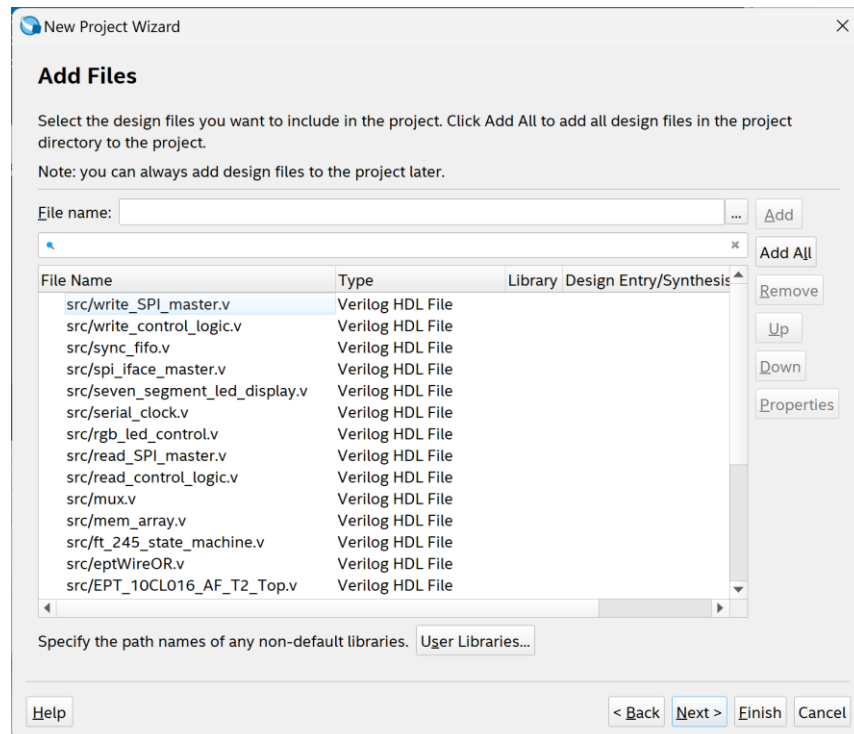 New Project Wizard
Add Files
Select the design files you want to include in the project. Click Add All to add all design files in the project
directory to the project.
Note: you can always add design files to the project later.
File name: ... Add
Add All
File Name Type Library Design Entry/Synthesis
Remove
src/write_SPI_master.v Verilog HDL File
src/write_control_logic.v Verilog HDL File
Up
src/sync_fifo.v Verilog HDL File
src/spi_iface_master.v Verilog HDL File
Down
src/seven_segment_led_display.v Verilog HDL File
src/serial_clock.v Verilog HDL File
Properties
src/rgb_led_control.v Verilog HDL File
src/read_SPI_master.v Verilog HDL File
src/read_control_logic.v Verilog HDL File
src/mux.v Verilog HDL File
src/mem_array.v Verilog HDL File
src/ft_245_state_machine.v Verilog HDL File
src/eptWireOR.v Verilog HDL File
src/EPT_10CL016_AF_T2_Top.v Verilog HDL File
Specify the path names of any non-default libraries. User Libraries...
Help < Back Next > Finish Cancel